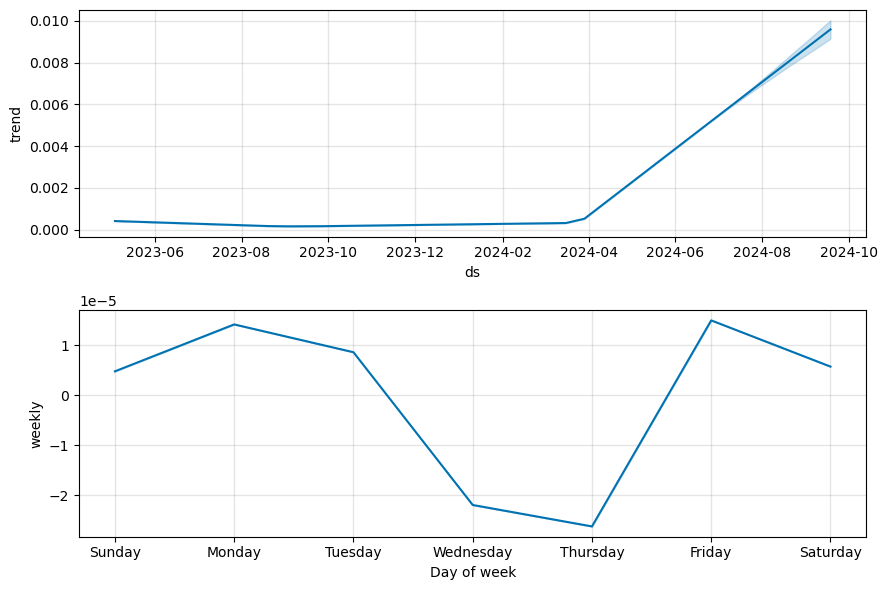 0.010
0.008
0.006
0.004
0.002
0.000
trend
2023-06 2023-08 2023-10 2023-12 2024-02 2024-04 2024-06 2024-08 2024-10
ds
1e−5
1
0
−1
−2
weekly
Sunday Monday Tuesday Wednesday Thursday Friday Saturday
Day of week